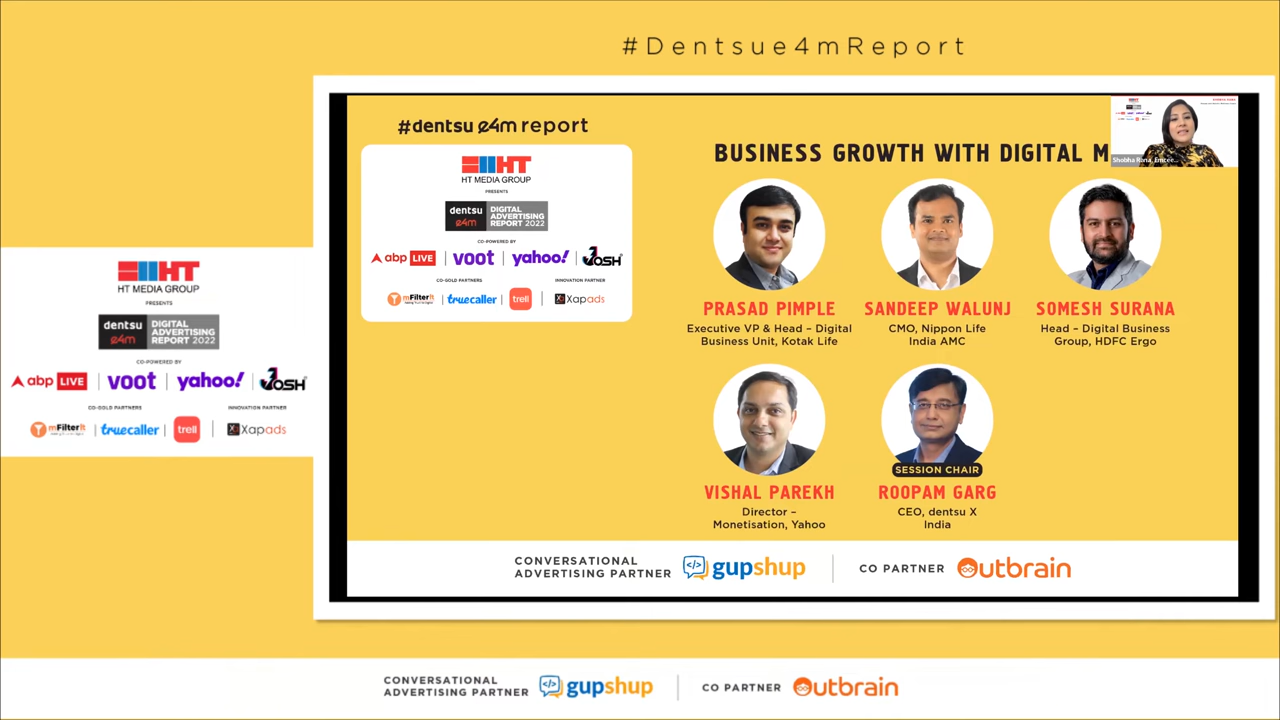 #Dentsue4mReport
#dentsu e4m report
HT
HT MEDIA GROUP
PRESENTS
dentsu
e4m
DIGITAL
ADVERTISING
REPORT 2022
CO-POWERED BY
abp LIVE
voot
yahoo!
JOSH
CO-GOLD PARTNERS
INNOVATION PARTNER
mFilterIt
truecaller
trell
Xapads
BUSINESS GROWTH WITH DIGITAL M
Shobha Rana, Emcee...
PRASAD PIMPLE
Executive VP & Head – Digital
Business Unit, Kotak Life
SANDEEP WALUNJ
CMO, Nippon Life
India AMC
SOMESH SURANA
Head – Digital Business
Group, HDFC Ergo
VISHAL PAREKH
Director –
Monetisation, Yahoo
SESSION CHAIR
ROOPAM GARG
CEO, dentsu X
India
CONVERSATIONAL
ADVERTISING PARTNER
</> gupshup
CO PARTNER
Outbrain
HT
HT MEDIA GROUP
PRESENTS
dentsu
e4m
DIGITAL
ADVERTISING
REPORT 2022
CO-POWERED BY
abp LIVE
voot
yahoo!
JOSH
CO-GOLD PARTNERS
INNOVATION PARTNER
mFilterIt
truecaller
trell
Xapads
CONVERSATIONAL
ADVERTISING PARTNER
</> gupshup
CO PARTNER
Outbrain